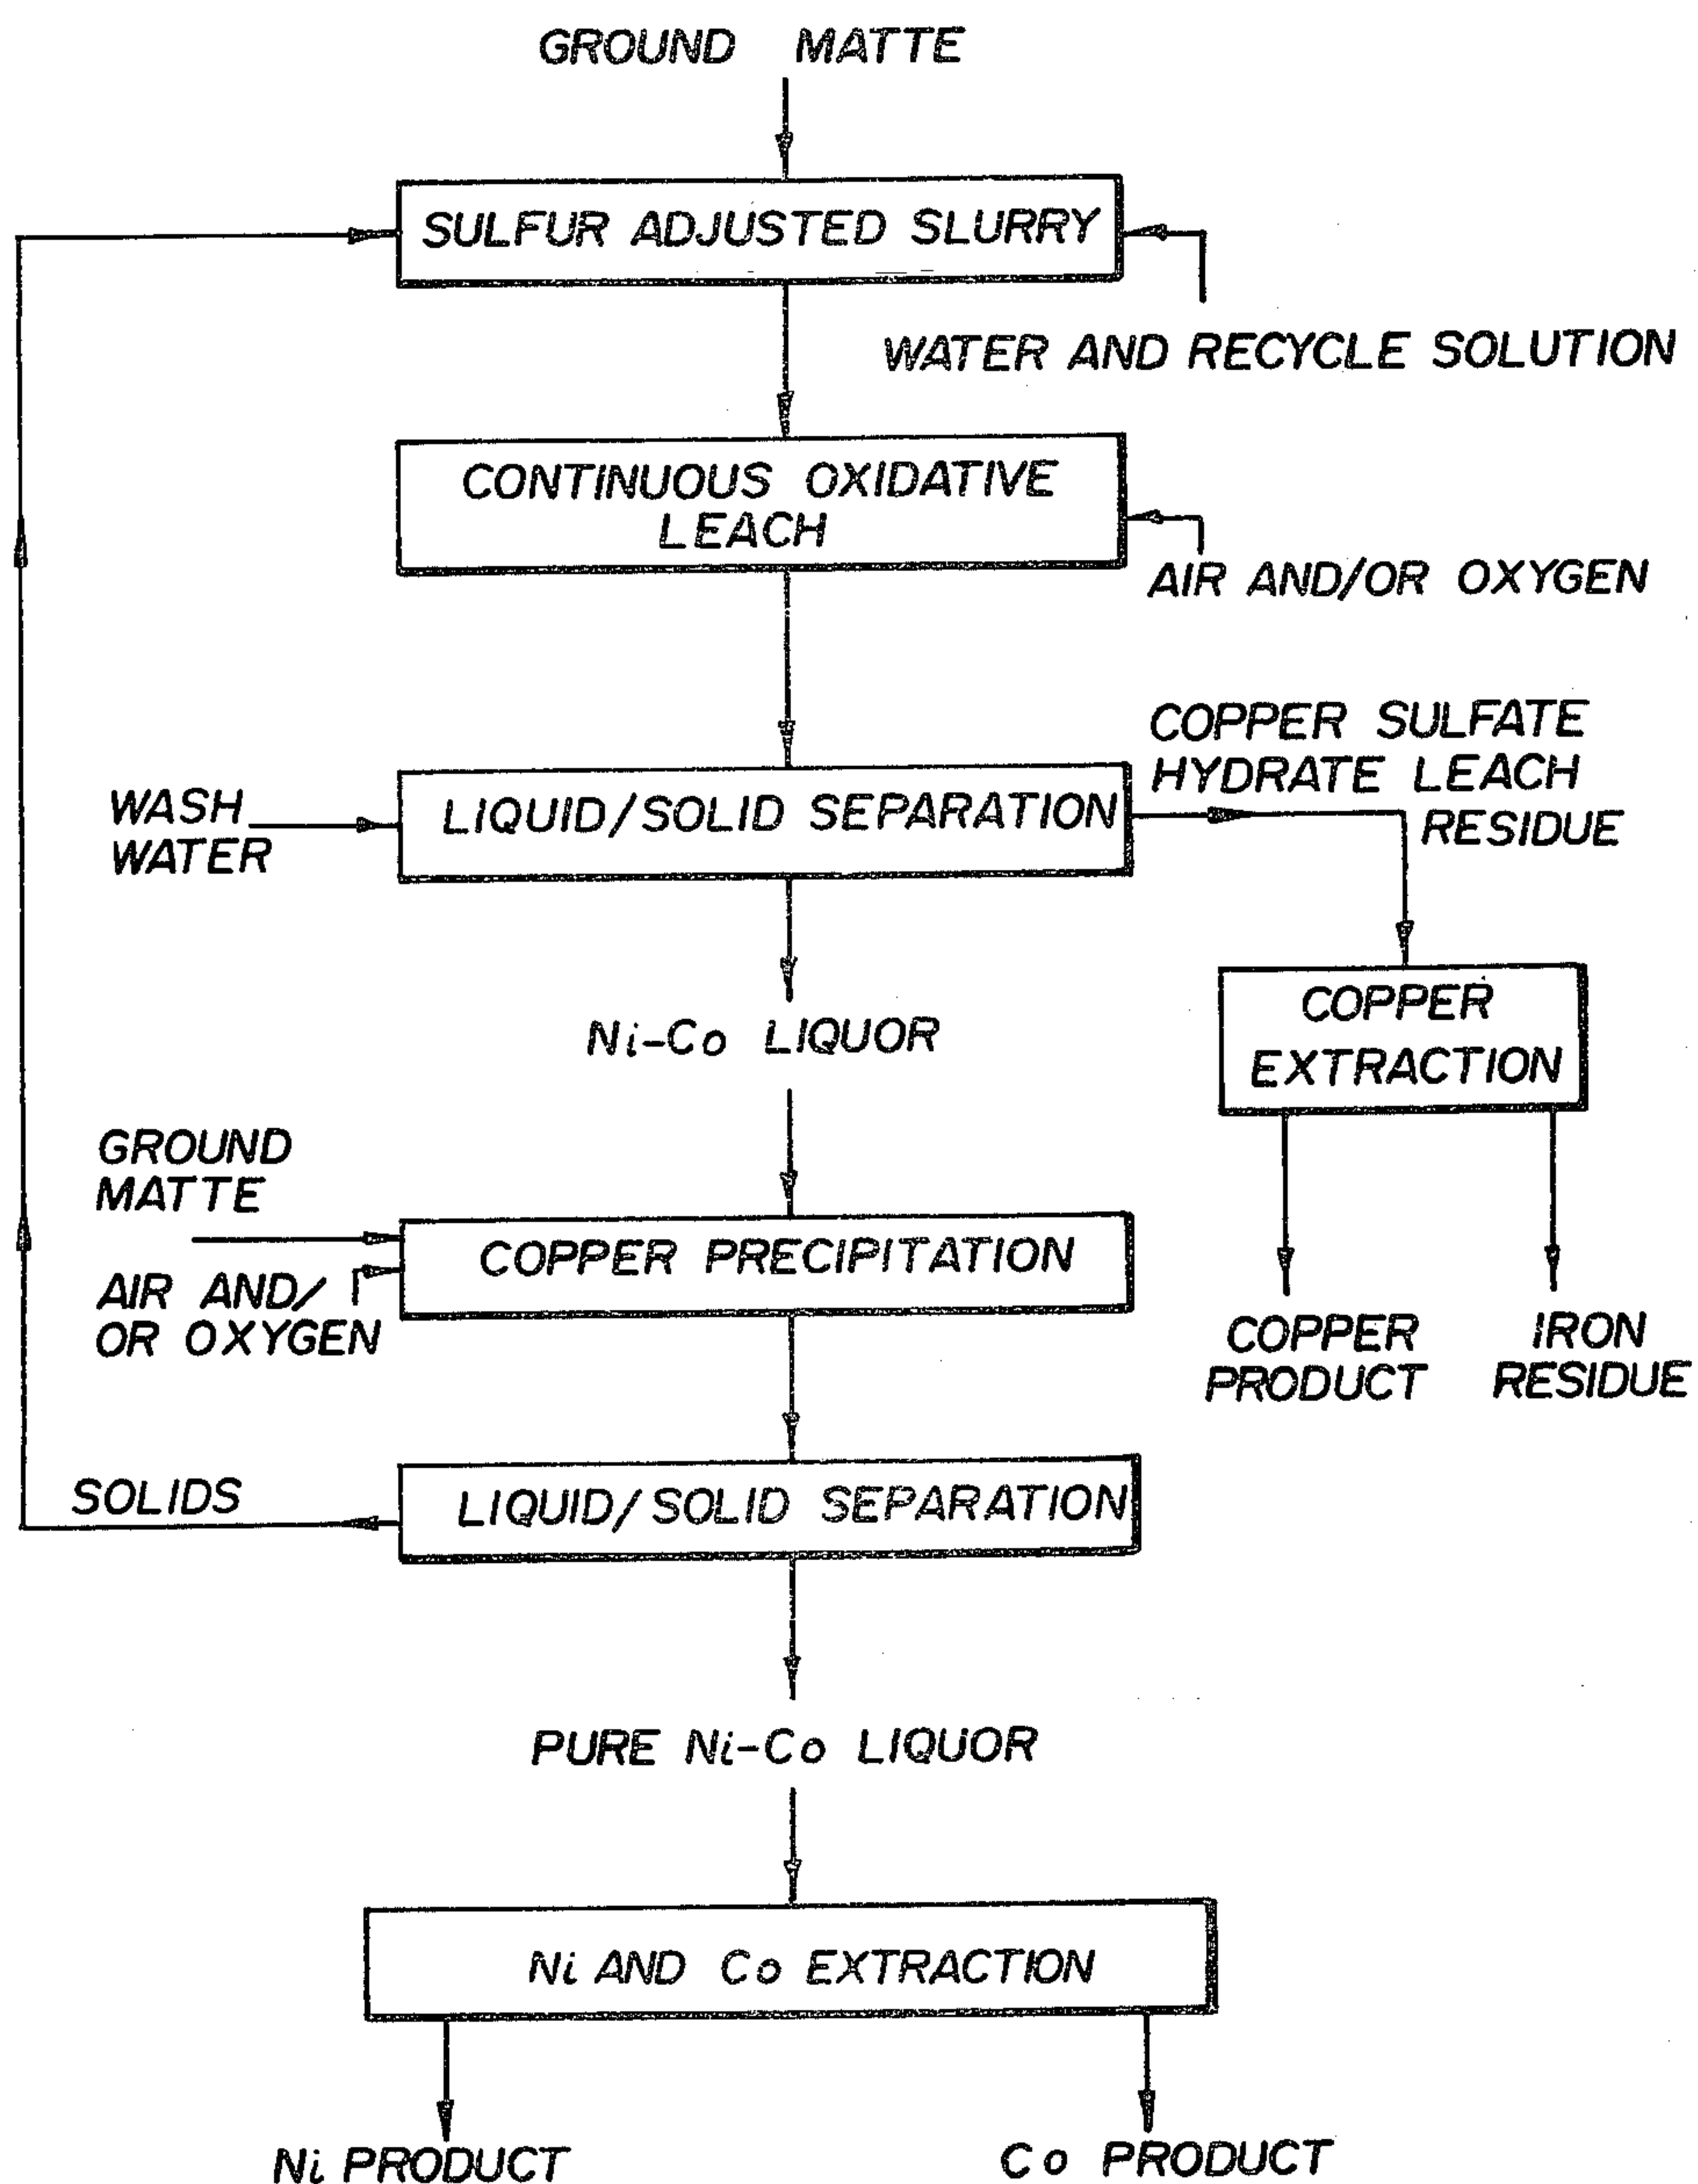 GROUND MATTE
SULFUR ADJUSTED SLURRY
WATER AND RECYCLE SOLUTION
CONTINUOUS OXIDATIVE
LEACH
AIR AND/OR OXYGEN
COPPER SULFATE
HYDRATE LEACH
RESIDUE
WASH
WATER
LIQUID/SOLID SEPARATION
Ni-Co LIQUOR
COPPER
EXTRACTION
GROUND
MATTE
AIR AND/
OR OXYGEN
COPPER PRECIPITATION
COPPER
PRODUCT
IRON
RESIDUE
SOLIDS
LIQUID/SOLID SEPARATION
PURE Ni-Co LIQUOR
Ni AND Co EXTRACTION
Ni PRODUCT
Co PRODUCT